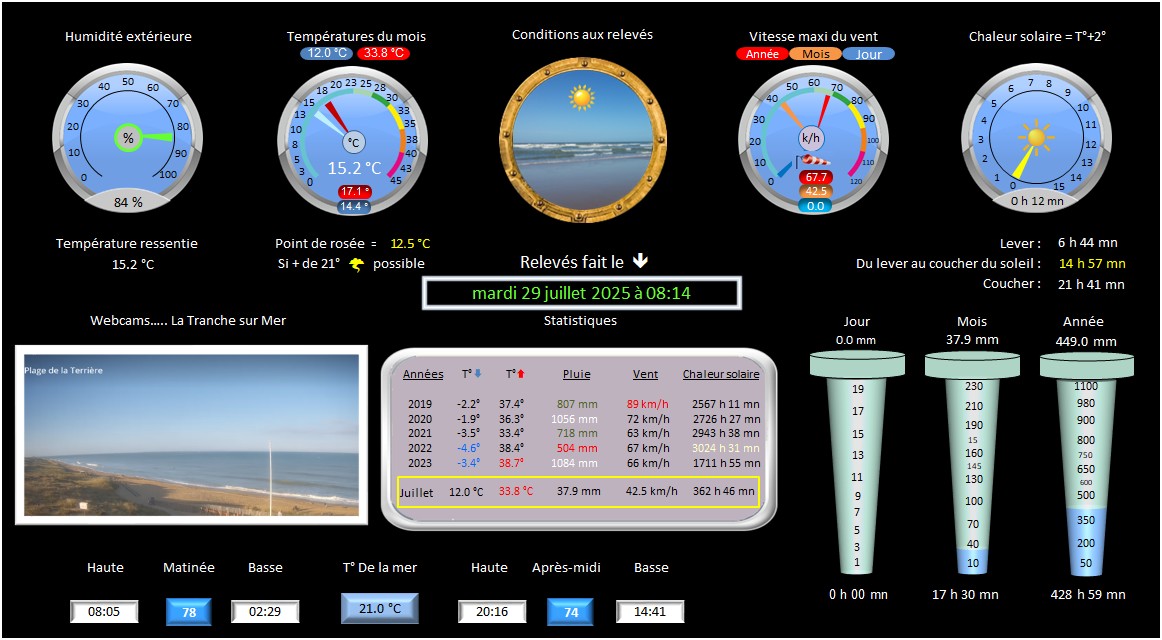 Humidité extérieure
Températures du mois
Conditions aux relevés
Vitesse maxi du vent
Chaleur solaire = T°+2°
12.0 °C 33.8 °C
Année Mois Jour
0 10 20 30 40 50 60 70 80 90 100
%
84 %
0 3 5 8 10 13 15 18 20 23 25 28 30 33 35 38 40 43 45
°C
15.2 °C
17.1 °
14.4 °
0 10 20 30 40 50 60 70 80 90 100 110 120
k/h
67.7
42.5
0.0
0 1 2 3 4 5 6 7 8 9 10 11 12 13 14 15
0 h 12 mn
Température ressentie
15.2 °C
Point de rosée = 12.5 °C
Si + de 21° possible
Relevés fait le
mardi 29 juillet 2025 à 08:14
Lever : 6 h 44 mn
Du lever au coucher du soleil : 14 h 57 mn
Coucher : 21 h 41 mn
Webcams….. La Tranche sur Mer
Plage de la Terrière
Statistiques
Années T° T° Pluie Vent Chaleur solaire
2019 -2.2° 37.4° 807 mm 89 km/h 2567 h 11 mn
2020 -1.9° 36.3° 1056 mm 72 km/h 2726 h 27 mn
2021 -3.5° 33.4° 718 mm 63 km/h 2943 h 38 mn
2022 -4.6° 38.4° 504 mm 67 km/h 3024 h 31 mn
2023 -3.4° 38.7° 1084 mm 66 km/h 1711 h 55 mn
Juillet 12.0 °C 33.8 °C 37.9 mm 42.5 km/h 362 h 46 mn
Jour
0.0 mm
19
17
15
13
11
9
7
5
3
1
0 h 00 mn
Mois
37.9 mm
230
210
190
15
160
145
130
100
70
40
10
17 h 30 mn
Année
449.0 mm
1100
980
900
800
750
650
600
500
350
200
50
428 h 59 mn
Haute Matinée Basse T° De la mer Haute Après-midi Basse
08:05 78 02:29 21.0 °C 20:16 74 14:41